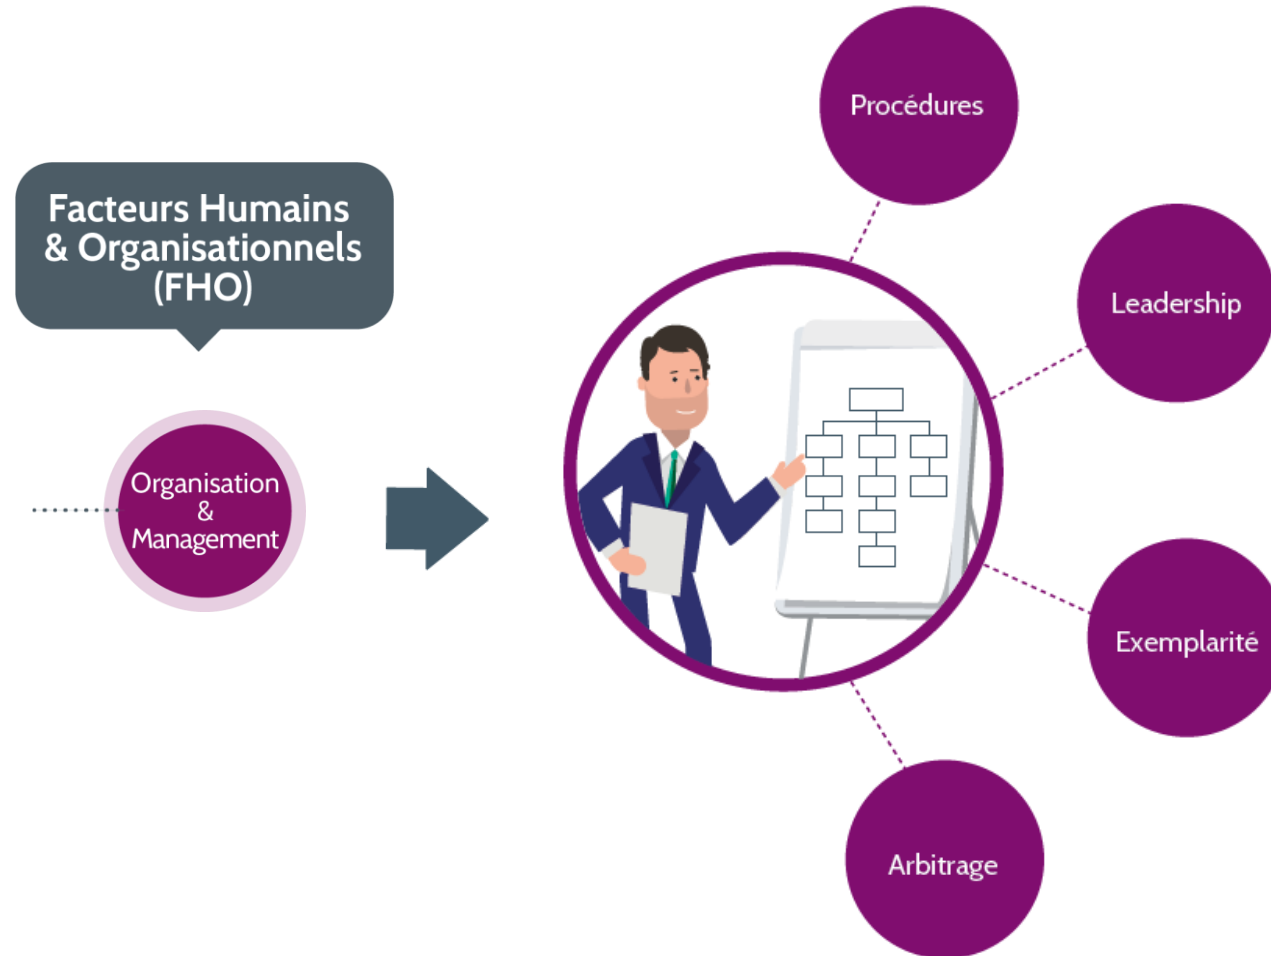 Facteurs Humains
& Organisationnels
(FHO)
Organisation
&
Management
Procédures
Leadership
Exemplarité
Arbitrage